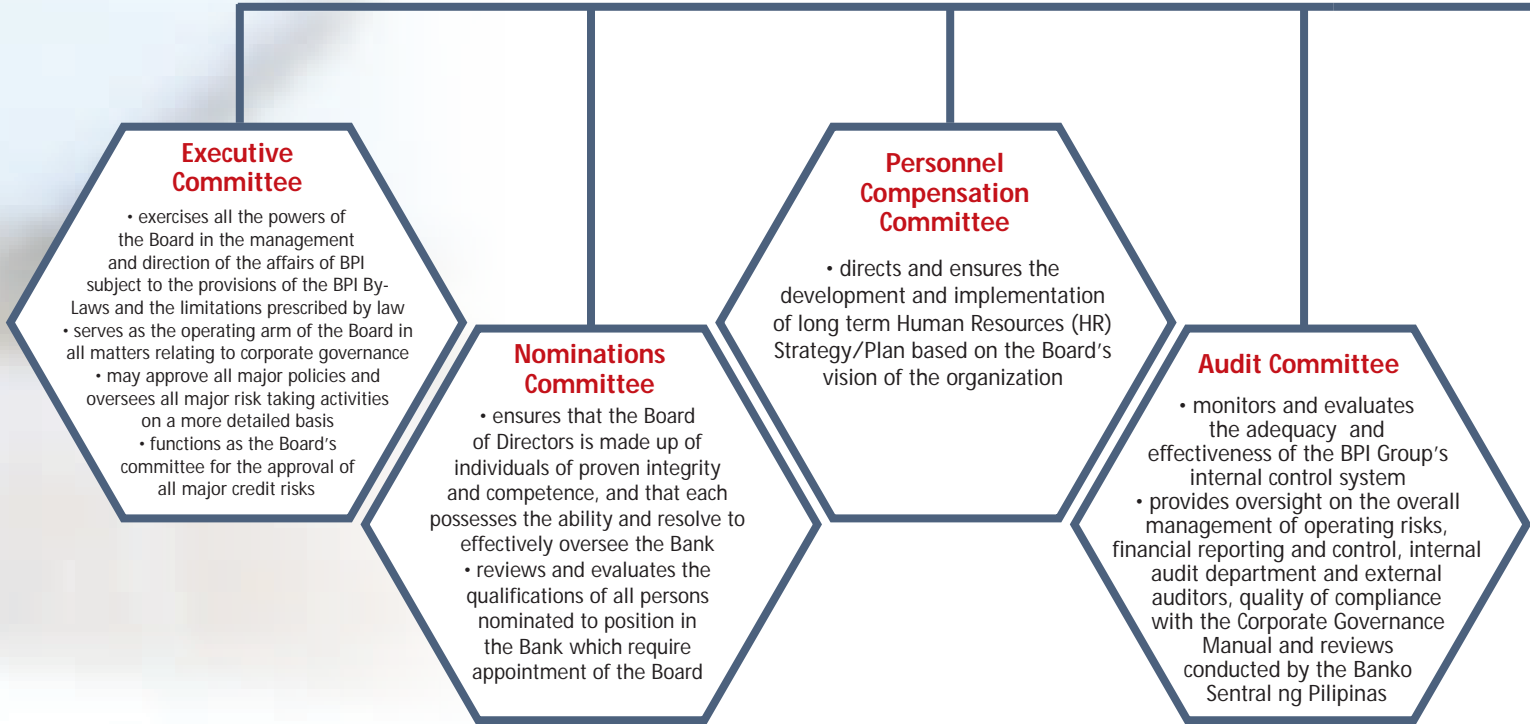 Executive
Committee
• exercises all the powers of
the Board in the management
and direction of the affairs of BPI
subject to the provisions of the BPI By-
Laws and the limitations prescribed by law
• serves as the operating arm of the Board in
all matters relating to corporate governance
• may approve all major policies and
oversees all major risk taking activities
on a more detailed basis
• functions as the Board's
committee for the approval of
all major credit risks
Nominations
Committee
• ensures that the Board
of Directors is made up of
individuals of proven integrity
and competence, and that each
possesses the ability and resolve to
effectively oversee the Bank
• reviews and evaluates the
qualifications of all persons
nominated to position in
the Bank which require
appointment of the Board
Personnel
Compensation
Committee
• directs and ensures the
development and implementation
of long term Human Resources (HR)
Strategy/Plan based on the Board's
vision of the organization
Audit Committee
• monitors and evaluates
the adequacy and
effectiveness of the BPI Group's
internal control system
• provides oversight on the overall
management of operating risks,
financial reporting and control, internal
audit department and external
auditors, quality of compliance
with the Corporate Governance
Manual and reviews
conducted by the Banko
Sentral ng Pilipinas